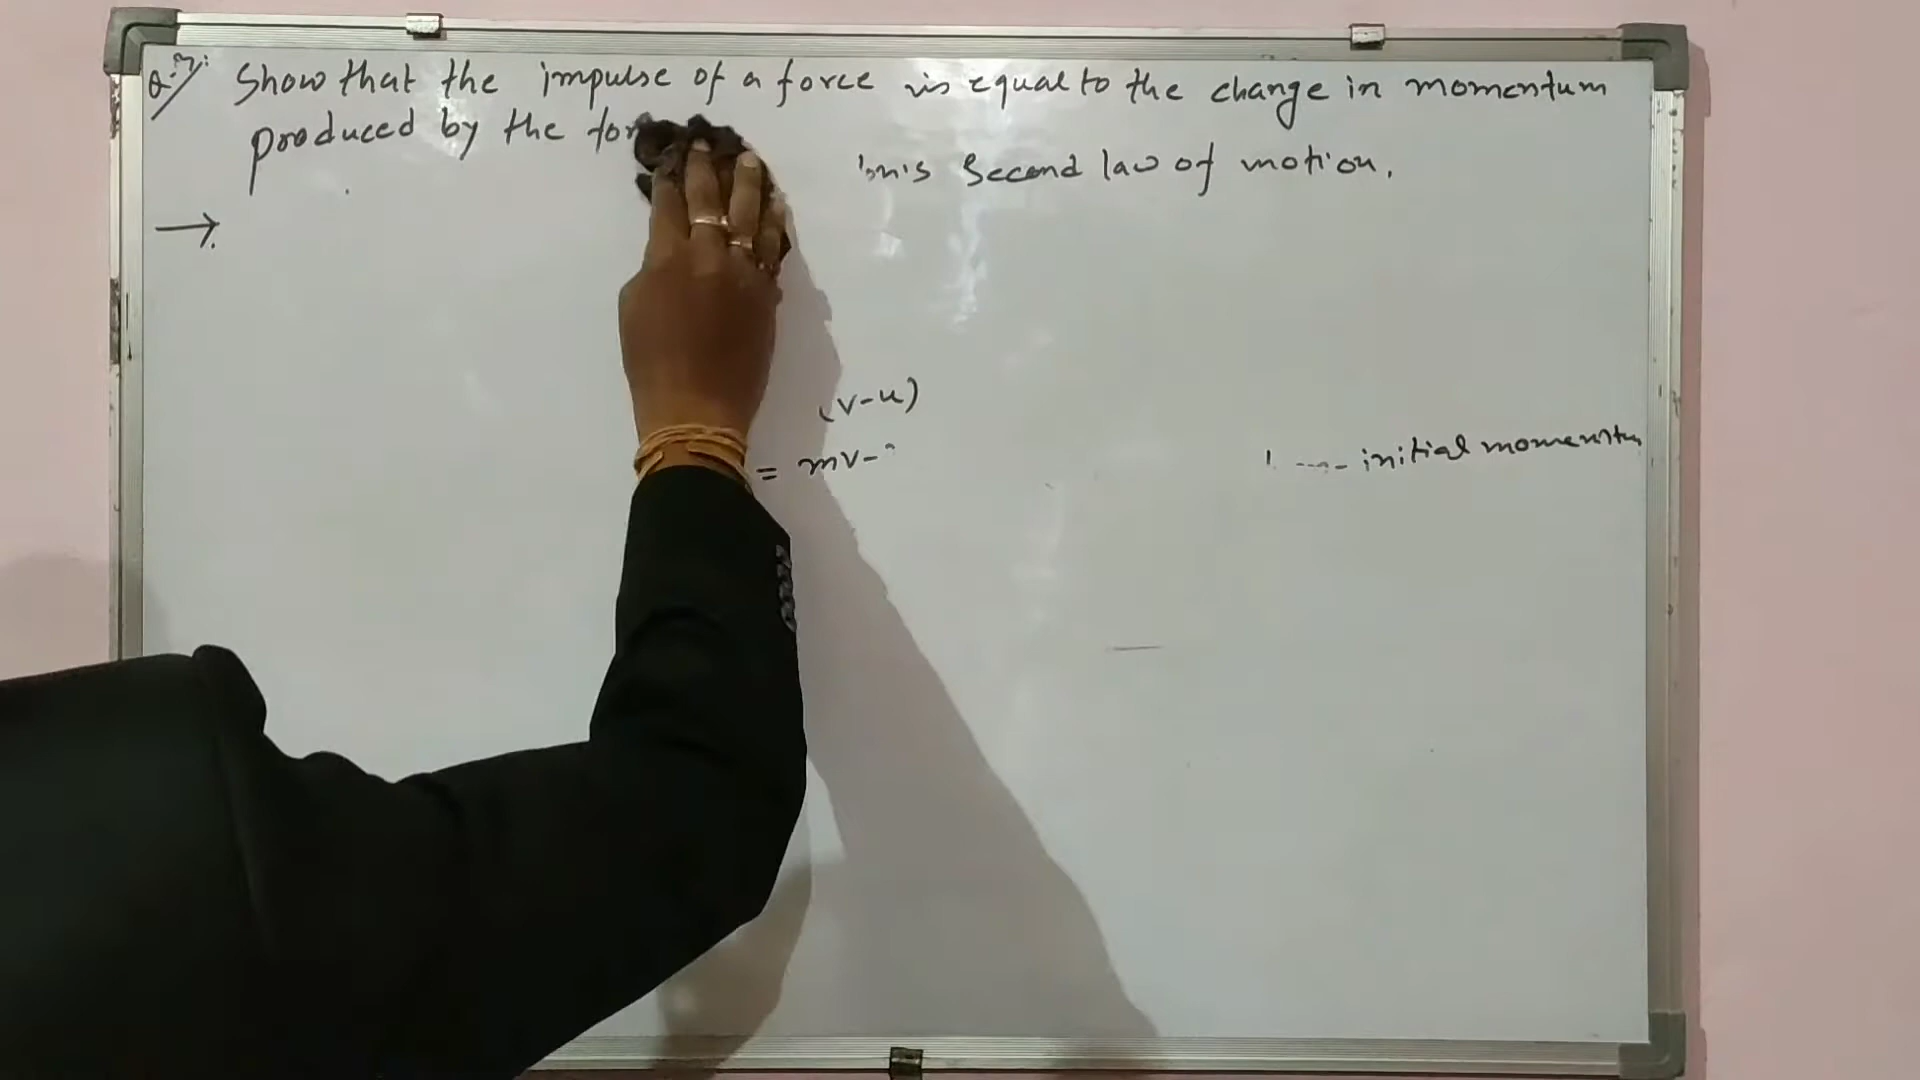 Q-3/: Show that the impulse of a force is equal to the change in momentum
produced by the for
Second law of motion.
(v-u)
= mv-
initial momentum